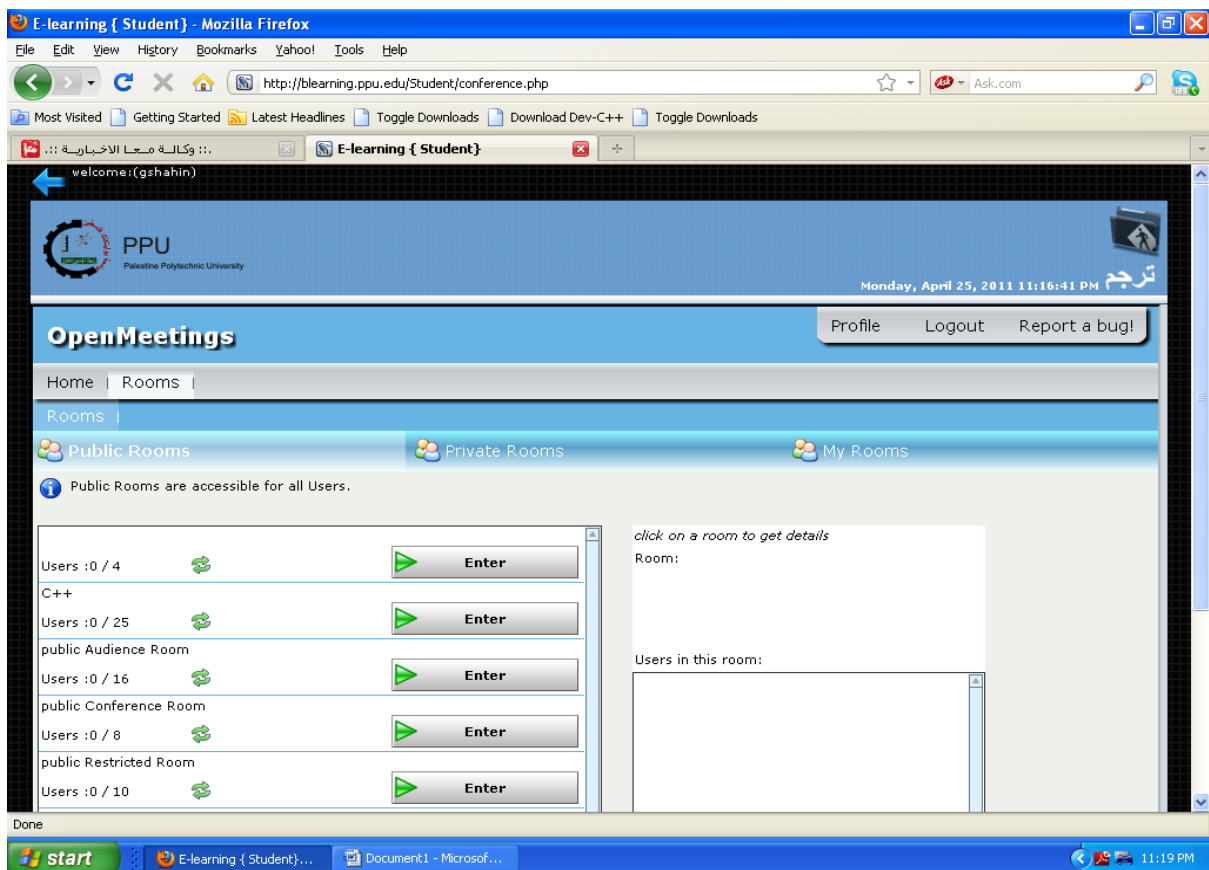 E-learning { Student} - Mozilla Firefox
File Edit View History Bookmarks Yahoo! Tools Help
http://blearning.ppu.edu/Student/conference.php
Ask.com
Most Visited Getting Started Latest Headlines Toggle Downloads Download Dev-C++ Toggle Downloads
.:: وكالـة مـعـا الاخـبـاريـة ::.
E-learning { Student}
welcome:(gshahin)
PPU
Palestine Polytechnic University
Monday, April 25, 2011 11:16:41 PM ترجم
OpenMeetings
Profile Logout Report a bug!
Home | Rooms |
Rooms |
Public Rooms Private Rooms My Rooms
Public Rooms are accessible for all Users.
click on a room to get details
Room:
Users :0 / 4 Enter
C++
Users :0 / 25 Enter
public Audience Room
Users in this room:
Users :0 / 16 Enter
public Conference Room
Users :0 / 8 Enter
public Restricted Room
Users :0 / 10 Enter
Done
start E-learning { Student}... Document1 - Microsof... 11:19 PM